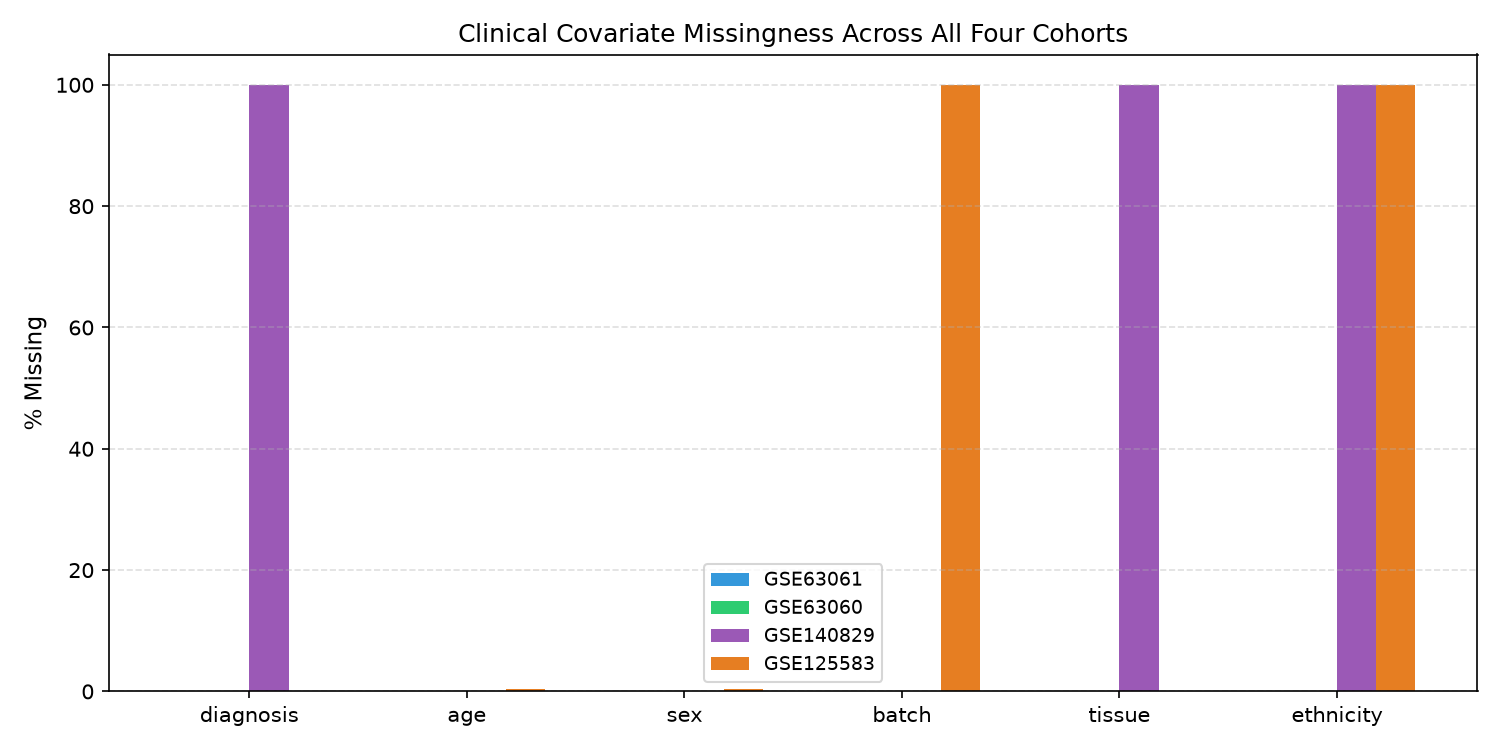 Clinical Covariate Missingness Across All Four Cohorts
% Missing
100
80
60
40
20
0
GSE63061
GSE63060
GSE140829
GSE125583
diagnosis
age
sex
batch
tissue
ethnicity